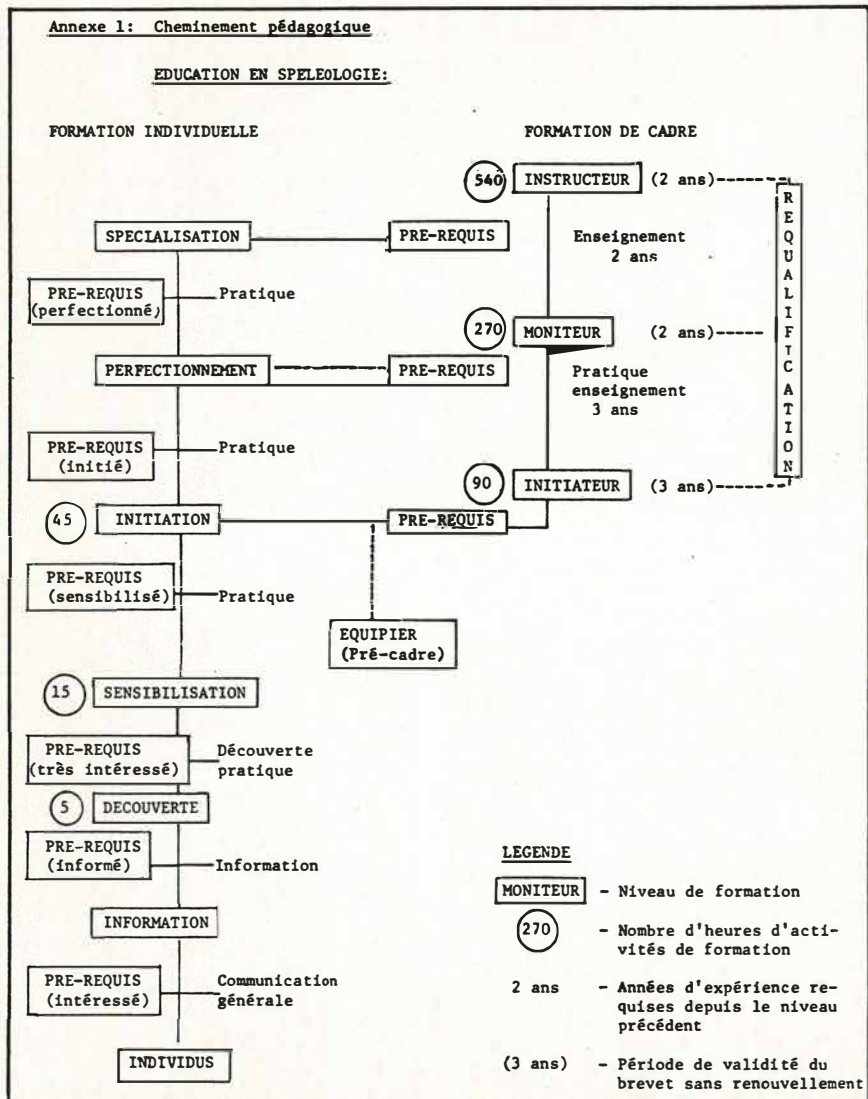 Annexe 1: Cheminement pédagogique
EDUCATION EN SPELEOLOGIE:
FORMATION INDIVIDUELLE
FORMATION DE CADRE
540 INSTRUCTEUR (2 ans)
SPECIALISATION
PRE-REQUIS
Enseignement
2 ans
PRE-REQUIS
(perfectionné)
Pratique
270 MONITEUR (2 ans)
PERFECTIONNEMENT
PRE-REQUIS
Pratique
enseignement
3 ans
PRE-REQUIS
(initié)
Pratique
90 INITIATEUR (3 ans)
REQUALIFICATION
45 INITIATION
PRE-REQUIS
PRE-REQUIS
(sensibilisé)
Pratique
EQUIPIER
(Pré-cadre)
15 SENSIBILISATION
PRE-REQUIS
(très intéressé)
Découverte
pratique
5 DECOUVERTE
PRE-REQUIS
(informé)
Information
INFORMATION
PRE-REQUIS
(intéressé)
Communication
générale
INDIVIDUS
LEGENDE
MONITEUR - Niveau de formation
270 - Nombre d'heures d'acti-
vités de formation
2 ans - Années d'expérience re-
quises depuis le niveau
précédent
(3 ans) - Période de validité du
brevet sans renouvellement